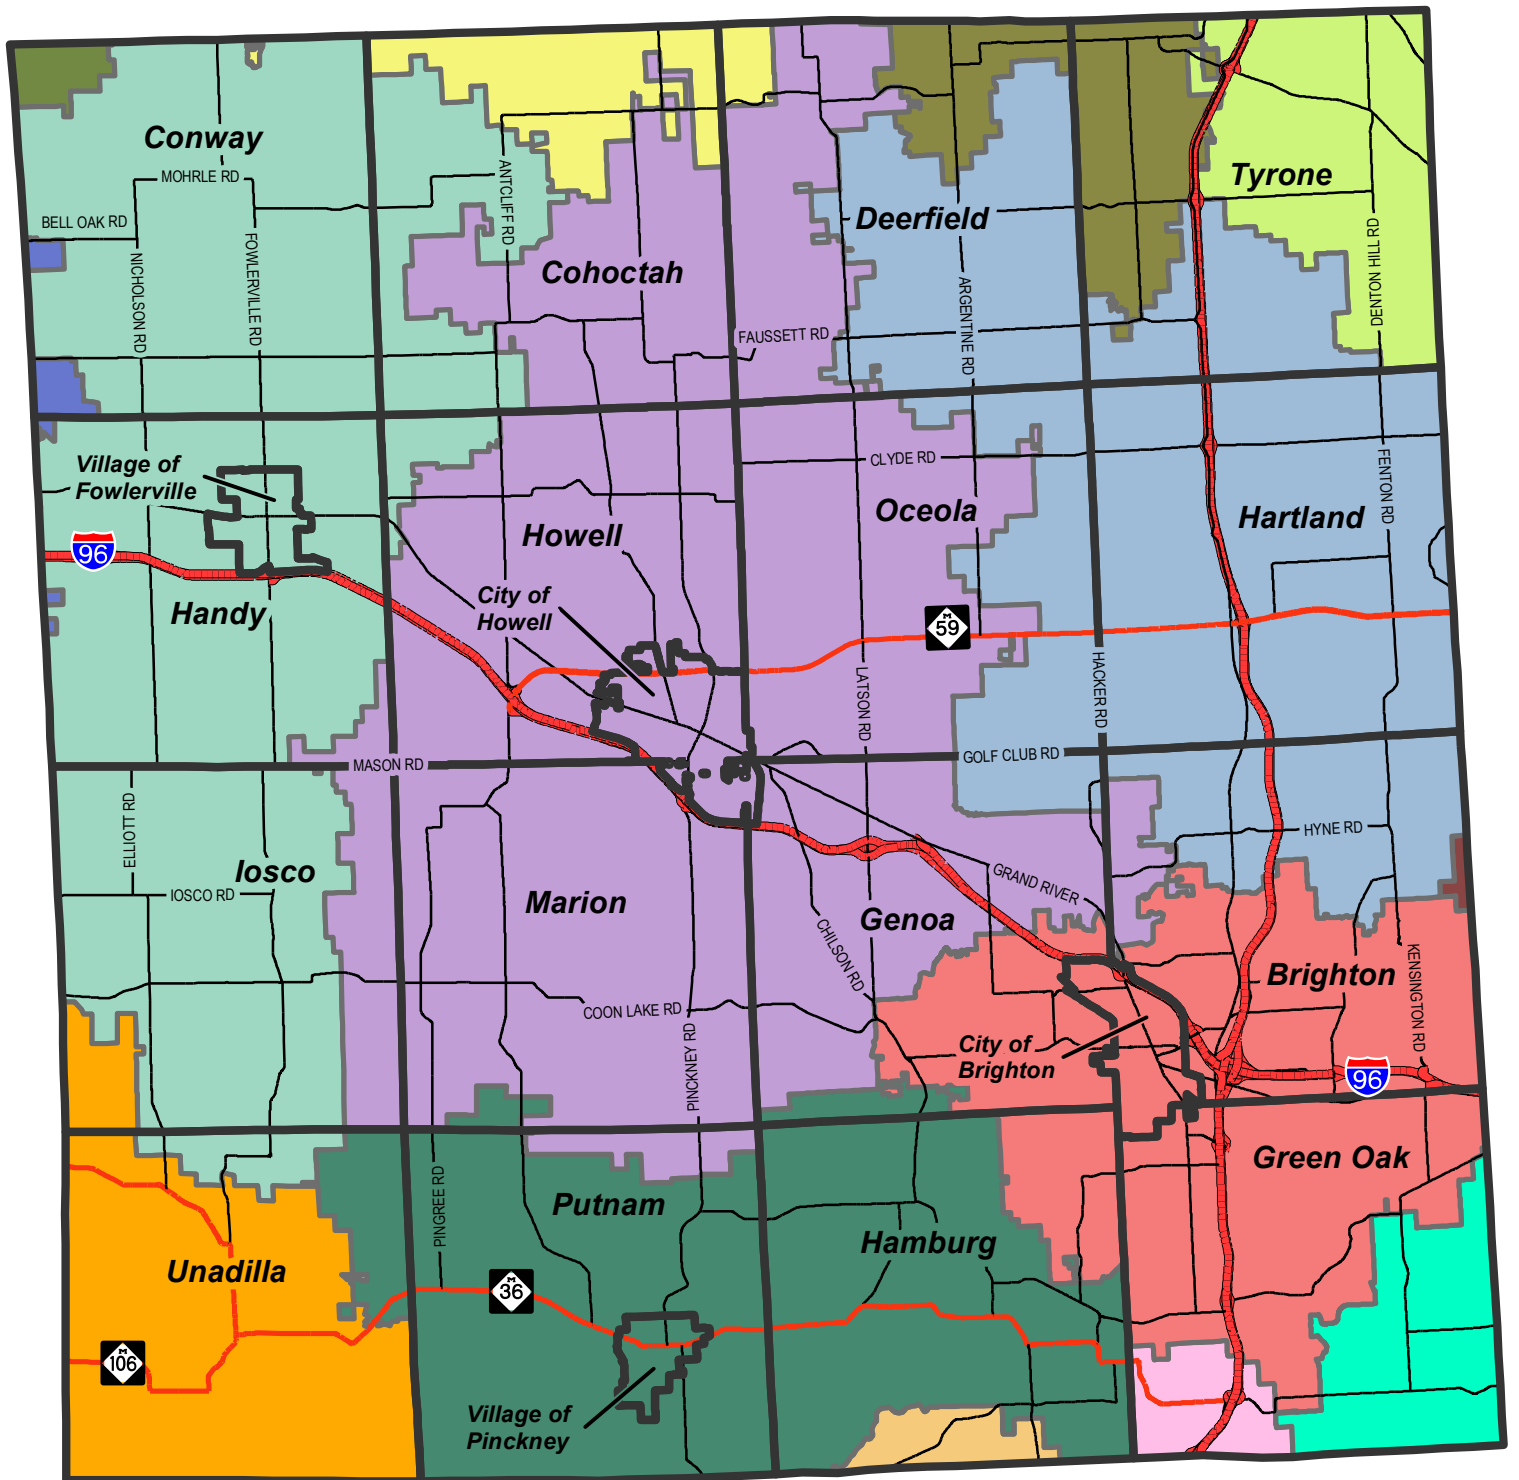 Conway
MOHRLE RD
Tyrone
BELL OAK RD
ANTCLIFF RD
Deerfield
DENTON HILL RD
NICHOLSON RD
FOWLERVILLE RD
Cohoctah
ARGENTINE RD
FAUSSETT RD
Village of
Fowlerville
CLYDE RD
FENTON RD
Oceola
Hartland
Howell
96
City of
Howell
Handy
M
59
LATSON RD
HACKER RD
MASON RD
GOLF CLUB RD
ELLIOTT RD
HYNE RD
Iosco
IOSCO RD
GRAND RIVER
Marion
Genoa
CHILSON RD
KENSINGTON RD
Brighton
COON LAKE RD
PINCKNEY RD
City of
Brighton
96
Green Oak
PINGREE RD
Putnam
Hamburg
Unadilla
M
36
M
106
Village of
Pinckney